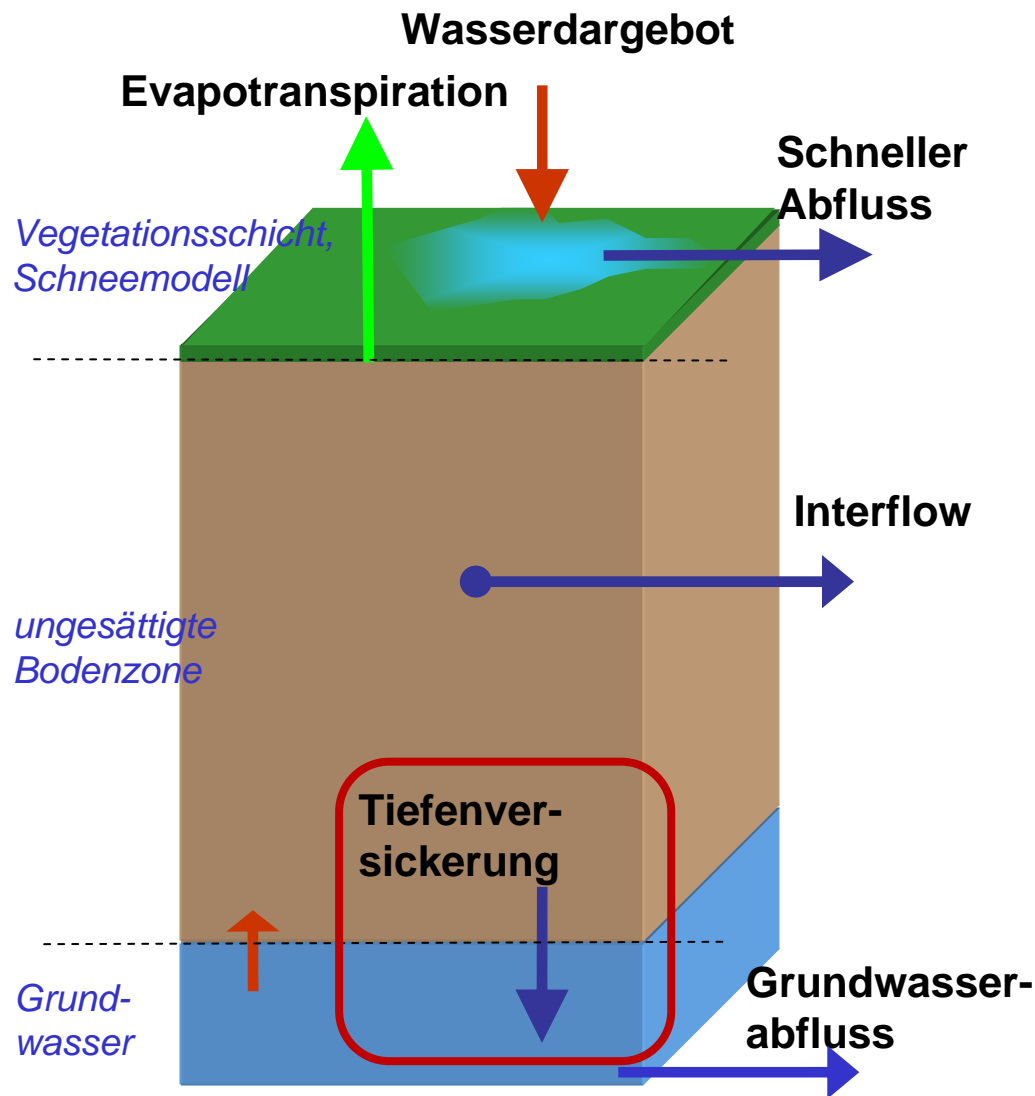 Wasserdargebot
Evapotranspiration
Schneller
Abfluss
Vegetationsschicht,
Schneemodell
Interflow
ungesättigte
Bodenzone
Tiefenver-
sickerung
Grundwasser-
abfluss
Grund-
wasser